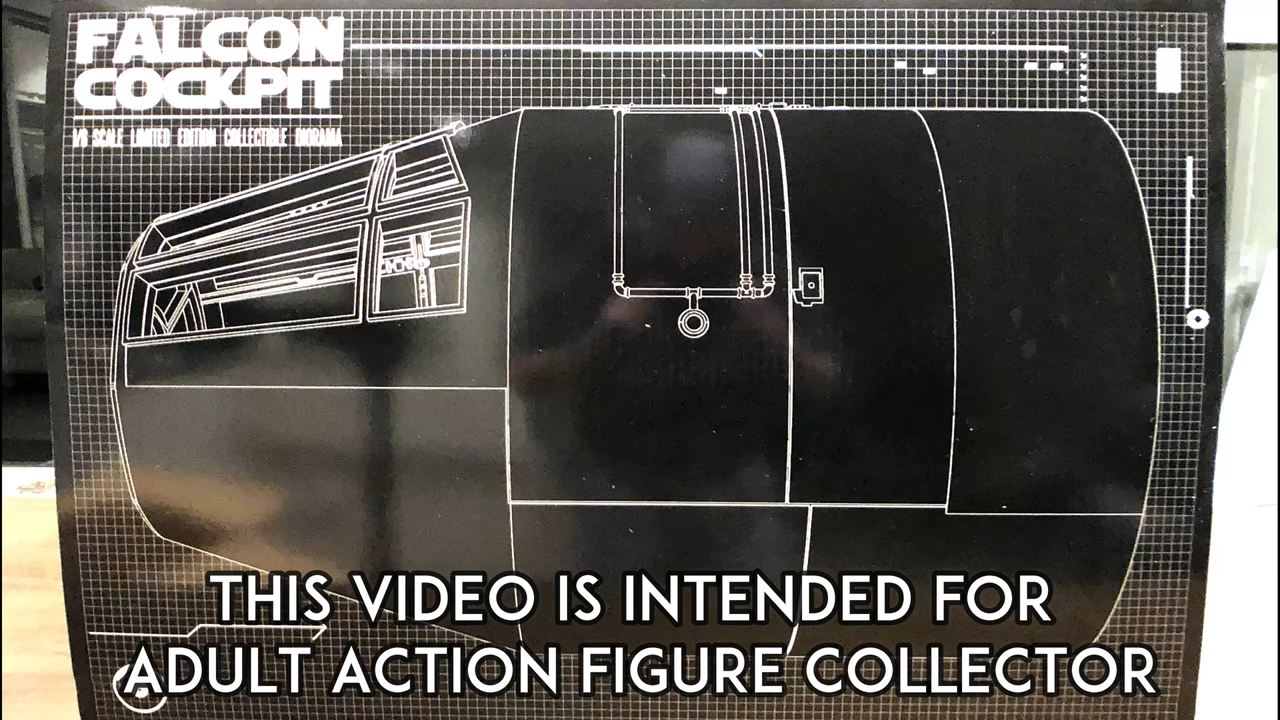 FALCON
COCKPIT
1/6 SCALE LIMITED EDITION COLLECTIBLE DIORAMA
THIS VIDEO IS INTENDED FOR
ADULT ACTION FIGURE COLLECTOR